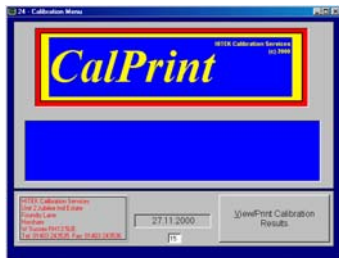 24 - Calibration Menu
HITEK Calibration Services
(c) 2000
CalPrint
HITEK Calibration Services
Unit 2 Jubilee Ind Estate
Foundry Lane
Horsham
W Sussex RH13 5UE
27.11.2000
15
View/Print Calibration
Results